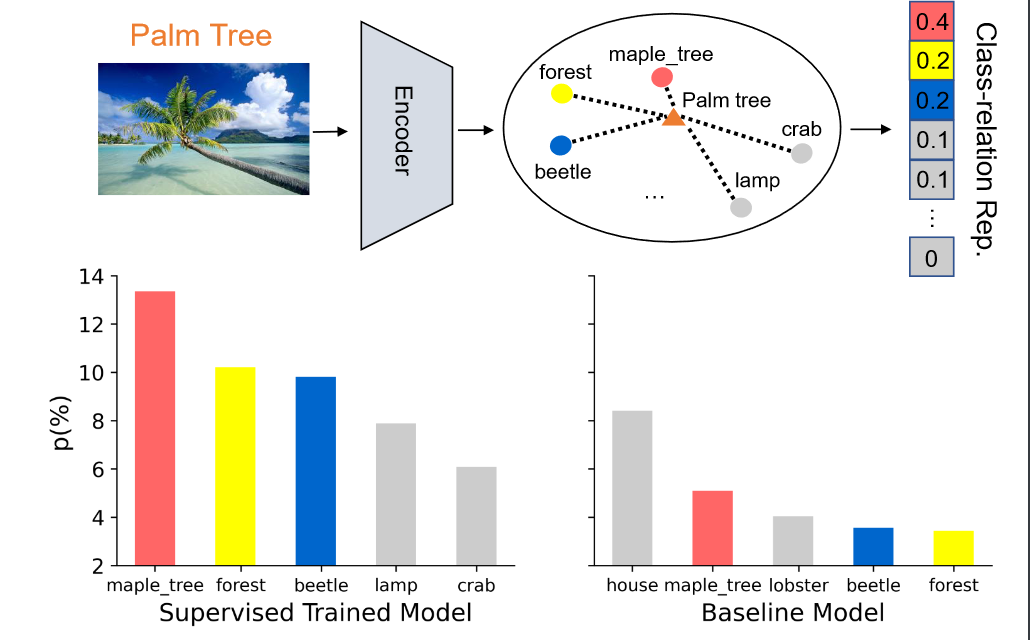 Palm Tree
Encoder
maple_tree
forest
Palm tree
crab
beetle
lamp
...
0.4
0.2
0.2
0.1
0.1
...
0
Class-relation Rep.
p(%)
14
12
10
8
6
4
2
maple_tree forest beetle lamp crab
Supervised Trained Model
house maple_tree lobster beetle forest
Baseline Model